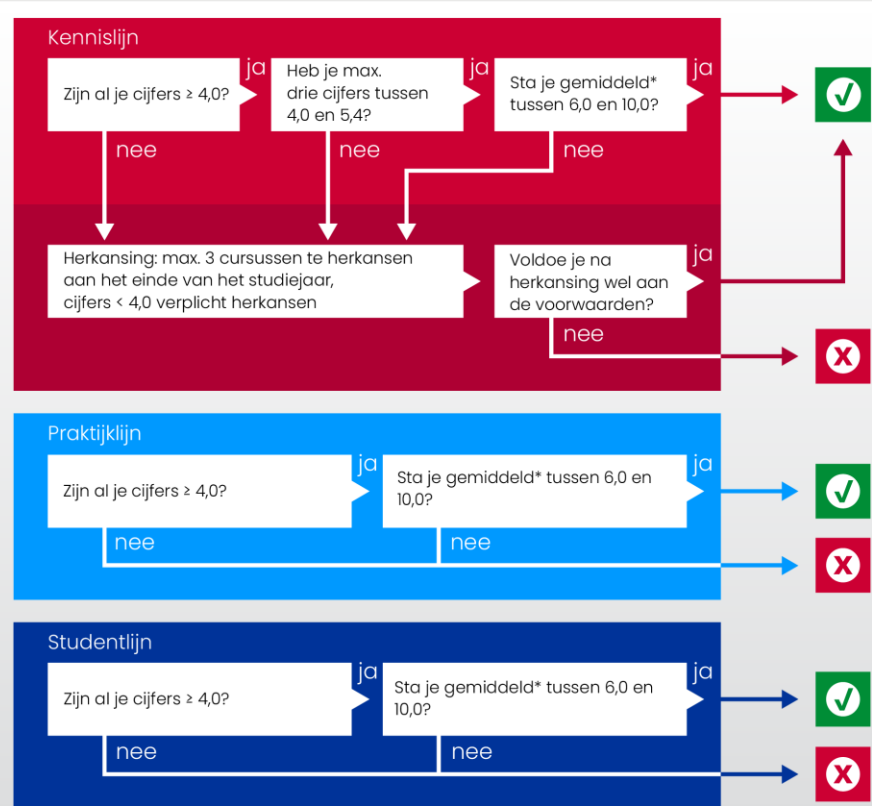 Kennislijn
Zijn al je cijfers ≥ 4,0?
ja
Heb je max.
drie cijfers tussen
4,0 en 5,4?
ja
Sta je gemiddeld*
tussen 6,0 en 10,0?
ja
nee
nee
nee
Herkansing: max. 3 cursussen te herkansen
aan het einde van het studiejaar,
cijfers < 4,0 verplicht herkansen
Voldoe je na
herkansing wel aan
de voorwaarden?
ja
nee
Praktijklijn
Zijn al je cijfers ≥ 4,0?
ja
Sta je gemiddeld* tussen 6,0 en
10,0?
ja
nee
nee
Studentlijn
Zijn al je cijfers ≥ 4,0?
ja
Sta je gemiddeld* tussen 6,0 en
10,0?
ja
nee
nee